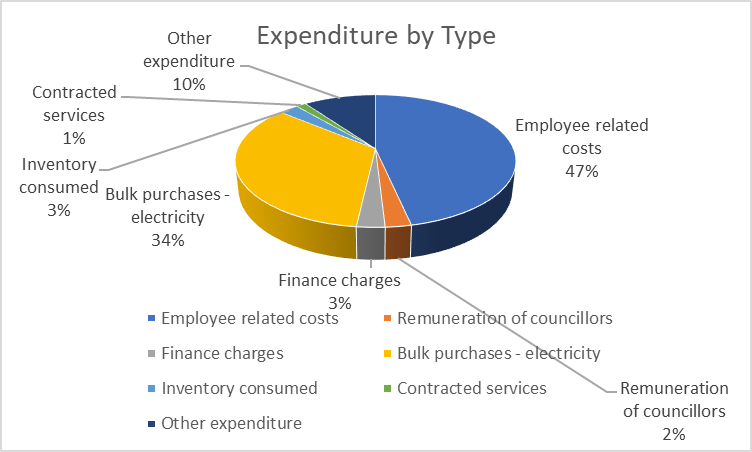 Expenditure by Type
Other
expenditure
10%
Contracted
services
1%
Inventory
consumed
3%
Bulk purchases -
electricity
34%
Employee related
costs
47%
Finance charges
3%
Remuneration
of councillors
2%
Employee related costs
Remuneration of councillors
Finance charges
Bulk purchases - electricity
Inventory consumed
Contracted services
Other expenditure